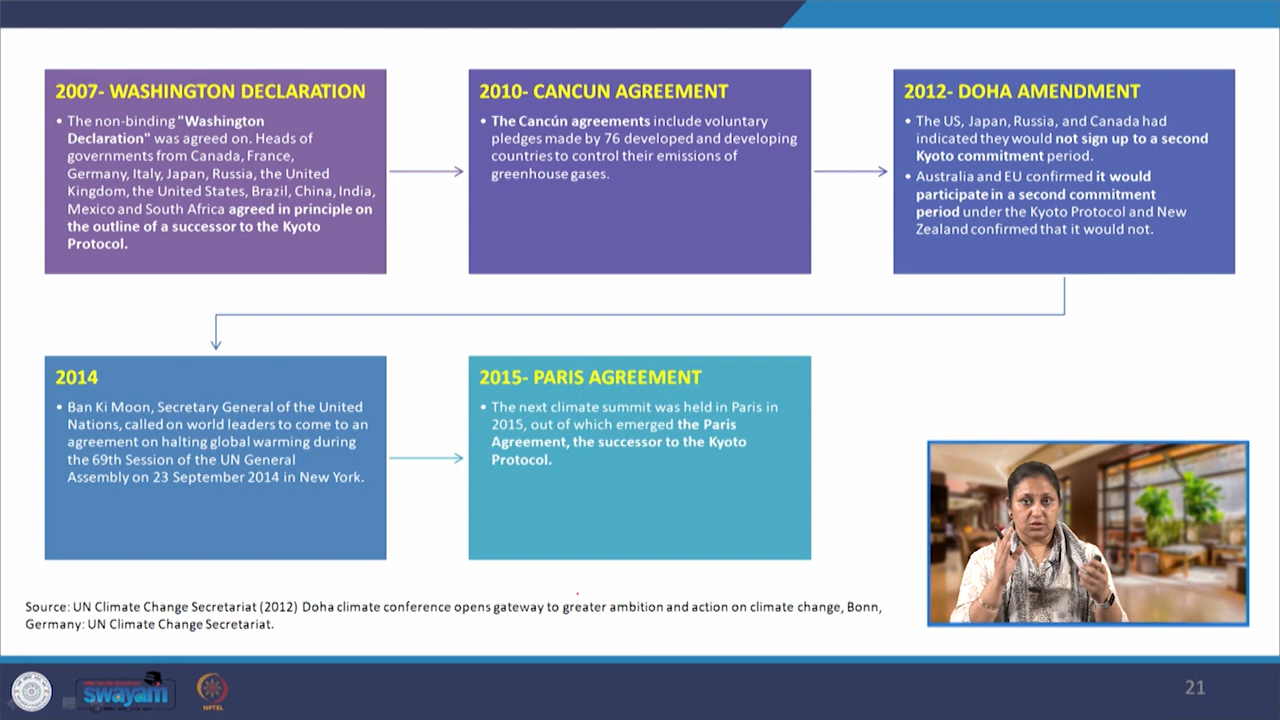 2007- WASHINGTON DECLARATION
• The non-binding "Washington
Declaration" was agreed on. Heads of
governments from Canada, France,
Germany, Italy, Japan, Russia, the United
Kingdom, the United States, Brazil, China, India,
Mexico and South Africa agreed in principle on
the outline of a successor to the Kyoto
Protocol.
2010- CANCUN AGREEMENT
• The Cancún agreements include voluntary
pledges made by 76 developed and developing
countries to control their emissions of
greenhouse gases.
2012- DOHA AMENDMENT
• The US, Japan, Russia, and Canada had
indicated they would not sign up to a second
Kyoto commitment period.
• Australia and EU confirmed it would
participate in a second commitment
period under the Kyoto Protocol and New
Zealand confirmed that it would not.
2014
• Ban Ki Moon, Secretary General of the United
Nations, called on world leaders to come to an
agreement on halting global warming during
the 69th Session of the UN General
Assembly on 23 September 2014 in New York.
2015- PARIS AGREEMENT
• The next climate summit was held in Paris in
2015, out of which emerged the Paris
Agreement, the successor to the Kyoto
Protocol.
Source: UN Climate Change Secretariat (2012) Doha climate conference opens gateway to greater ambition and action on climate change, Bonn,
Germany: UN Climate Change Secretariat.
swayam
NPTEL
21